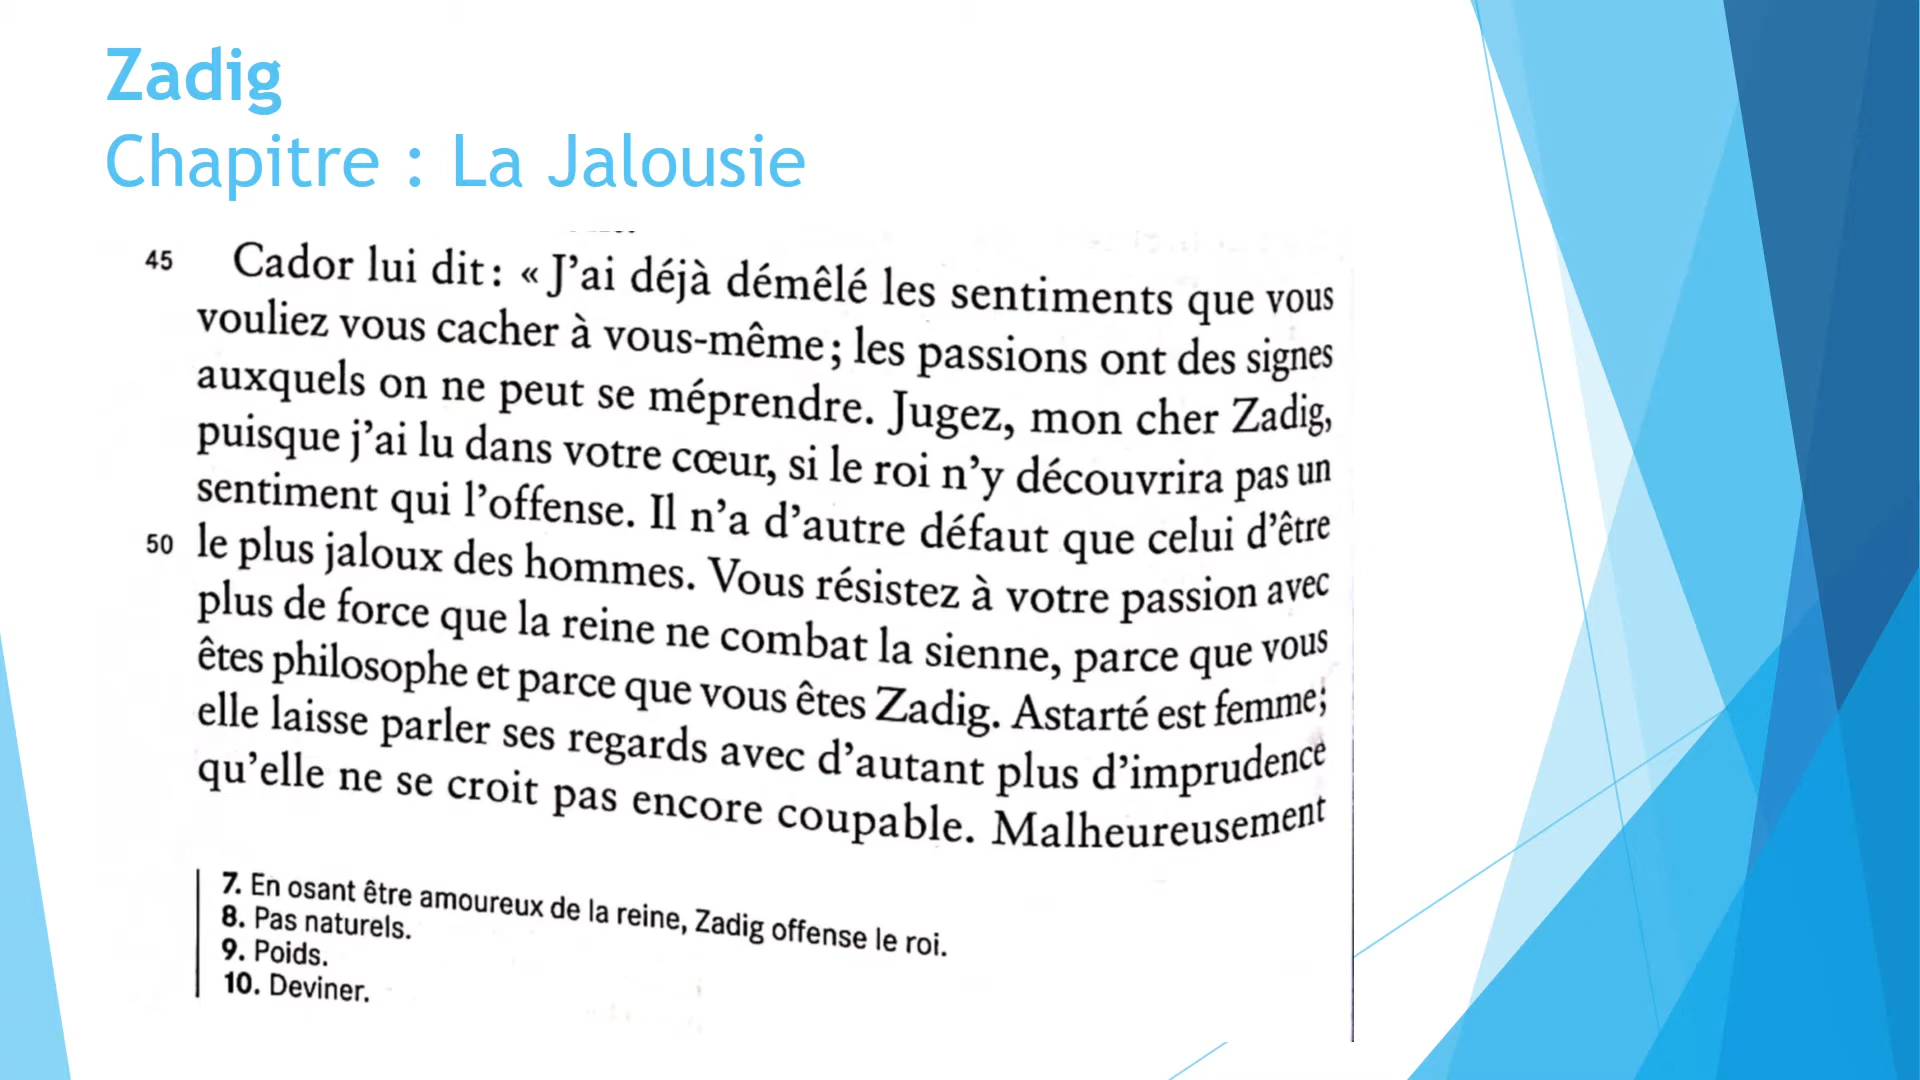 Zadig
Chapitre : La Jalousie
45 Cador lui dit : « J’ai déjà démêlé les sentiments que vous
vouliez vous cacher à vous-même ; les passions ont des signes
auxquels on ne peut se méprendre. Jugez, mon cher Zadig,
puisque j’ai lu dans votre cœur, si le roi n’y découvrira pas un
sentiment qui l’offense. Il n’a d’autre défaut que celui d’être
50 le plus jaloux des hommes. Vous résistez à votre passion avec
plus de force que la reine ne combat la sienne, parce que vous
êtes philosophe et parce que vous êtes Zadig. Astarté est femme ;
elle laisse parler ses regards avec d’autant plus d’imprudence
qu’elle ne se croit pas encore coupable. Malheureusement
7. En osant être amoureux de la reine, Zadig offense le roi.
8. Pas naturels.
9. Poids.
10. Deviner.